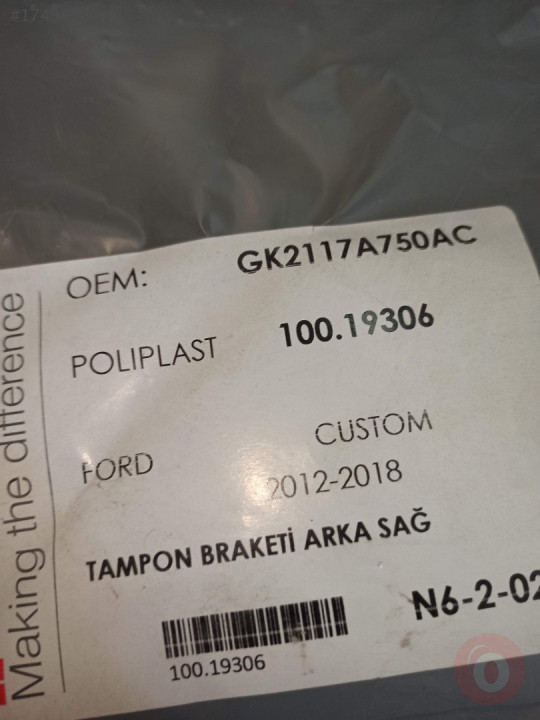 OEM: GK2117A750AC
POLIPLAST 100.19306
FORD CUSTOM
2012-2018
TAMPON BRAKETİ ARKA SAĞ
N6-2-02
100.19306
Making the difference